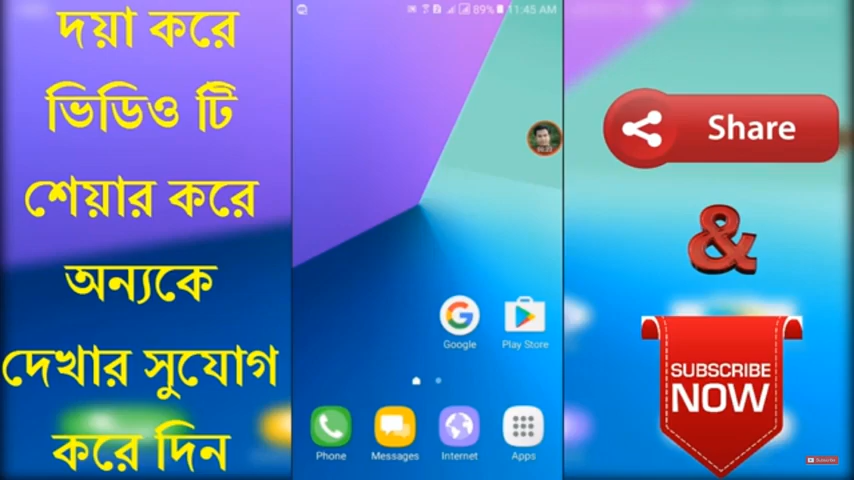 দয়া করে
ভিডিও টি
শেয়ার করে
অন্যকে
দেখার সুযোগ
করে দিন
89% 11:45 AM
Google
Play Store
Phone
Messages
Internet
Apps
Share
&
SUBSCRIBE
NOW
Subscribe